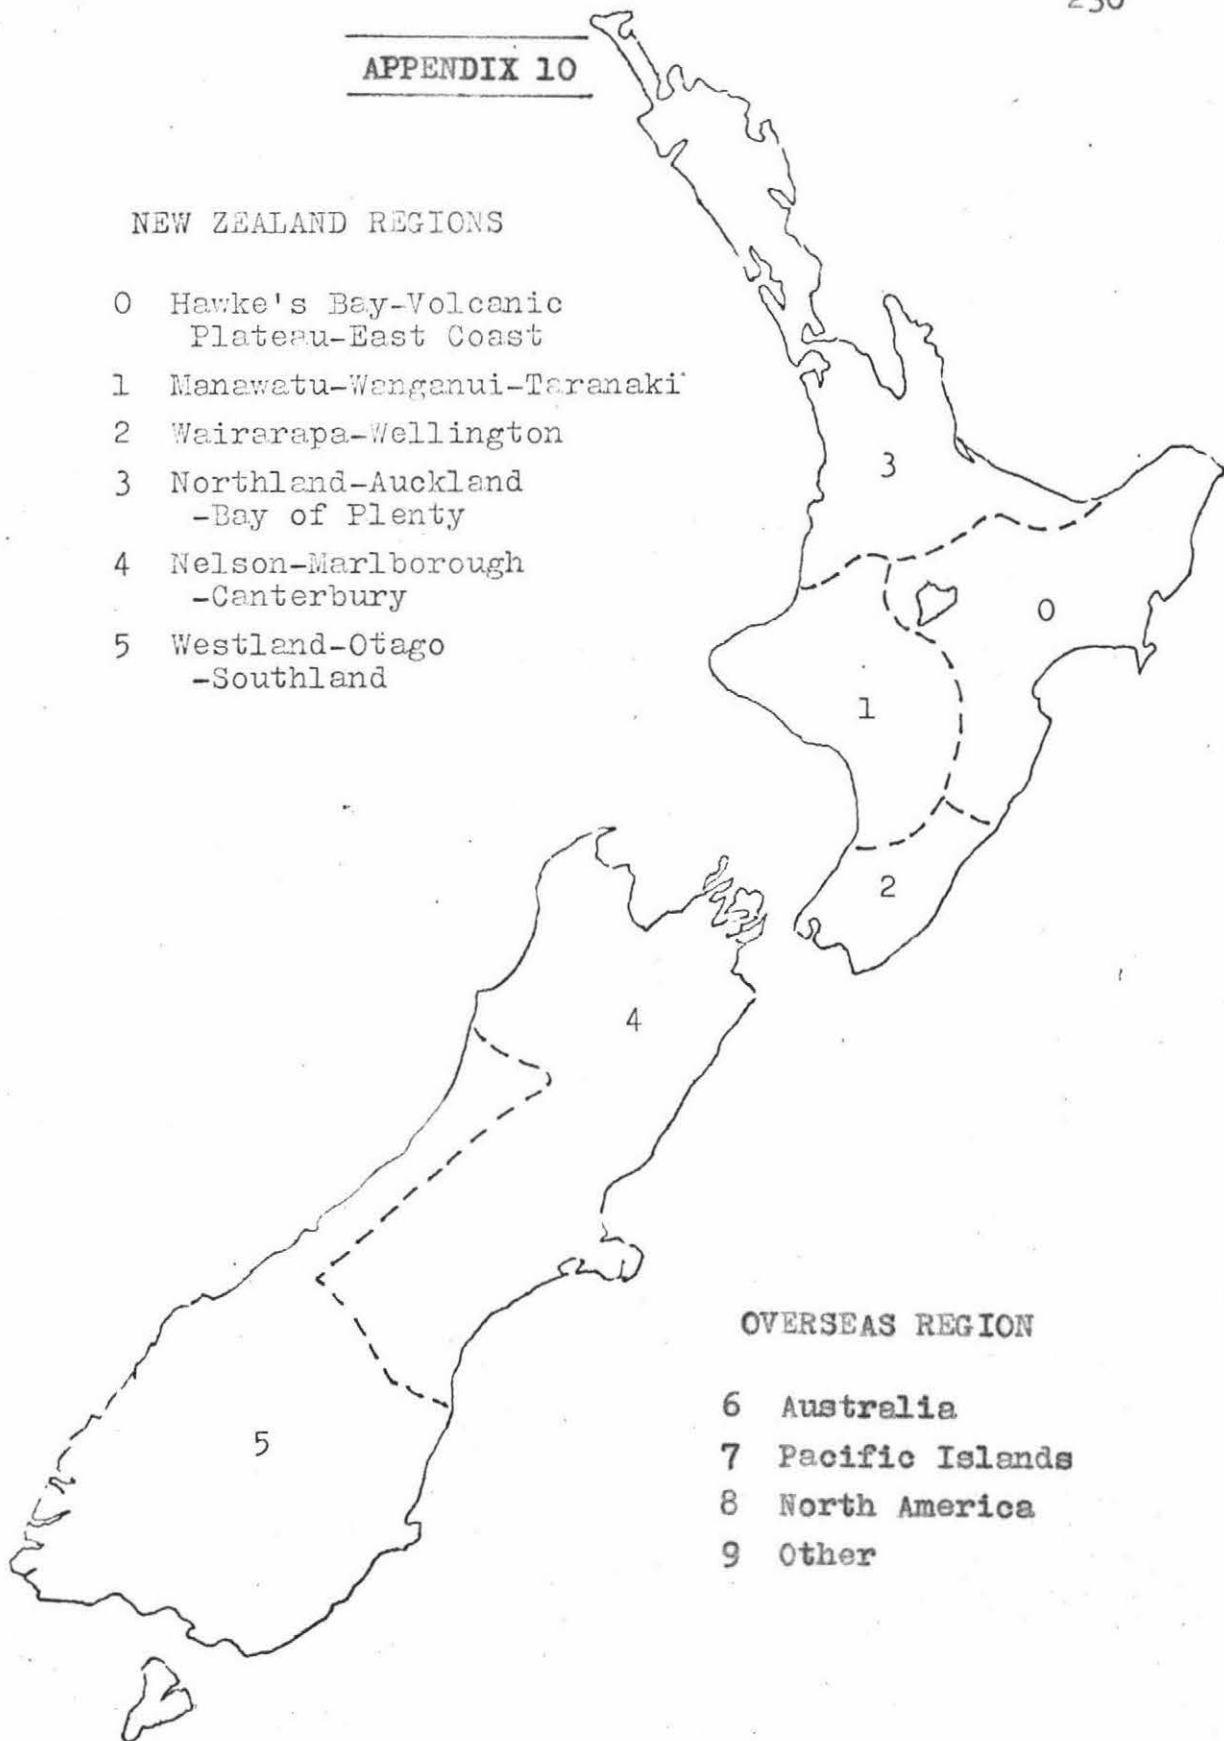 APPENDIX 10
NEW ZEALAND REGIONS
0 Hawke's Bay-Volcanic
Plateau-East Coast
1 Manawatu-Wanganui-Taranaki
2 Wairarapa-Wellington
3 Northland-Auckland
-Bay of Plenty
4 Nelson-Marlborough
-Canterbury
5 Westland-Otago
-Southland
3
0
1
2
4
5
OVERSEAS REGION
6 Australia
7 Pacific Islands
8 North America
9 Other